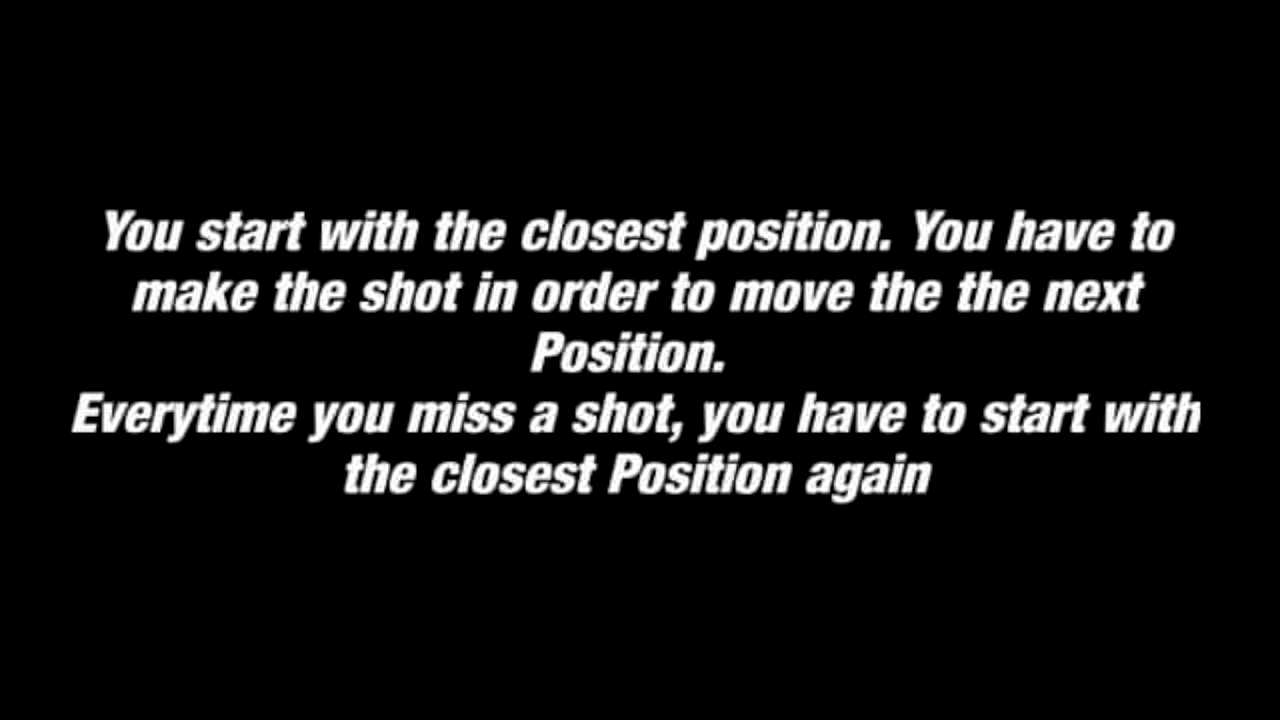 You start with the closest position. You have to
make the shot in order to move the the next
Position.
Everytime you miss a shot, you have to start with
the closest Position again